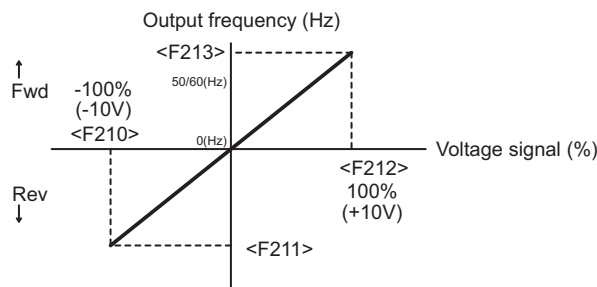 Output frequency (Hz)
<F213>
50/60(Hz)
↑
Fwd
-100%
(-10V)
<F210>
0(Hz)
Voltage signal (%)
<F212>
100%
(+10V)
Rev
↓
<F211>